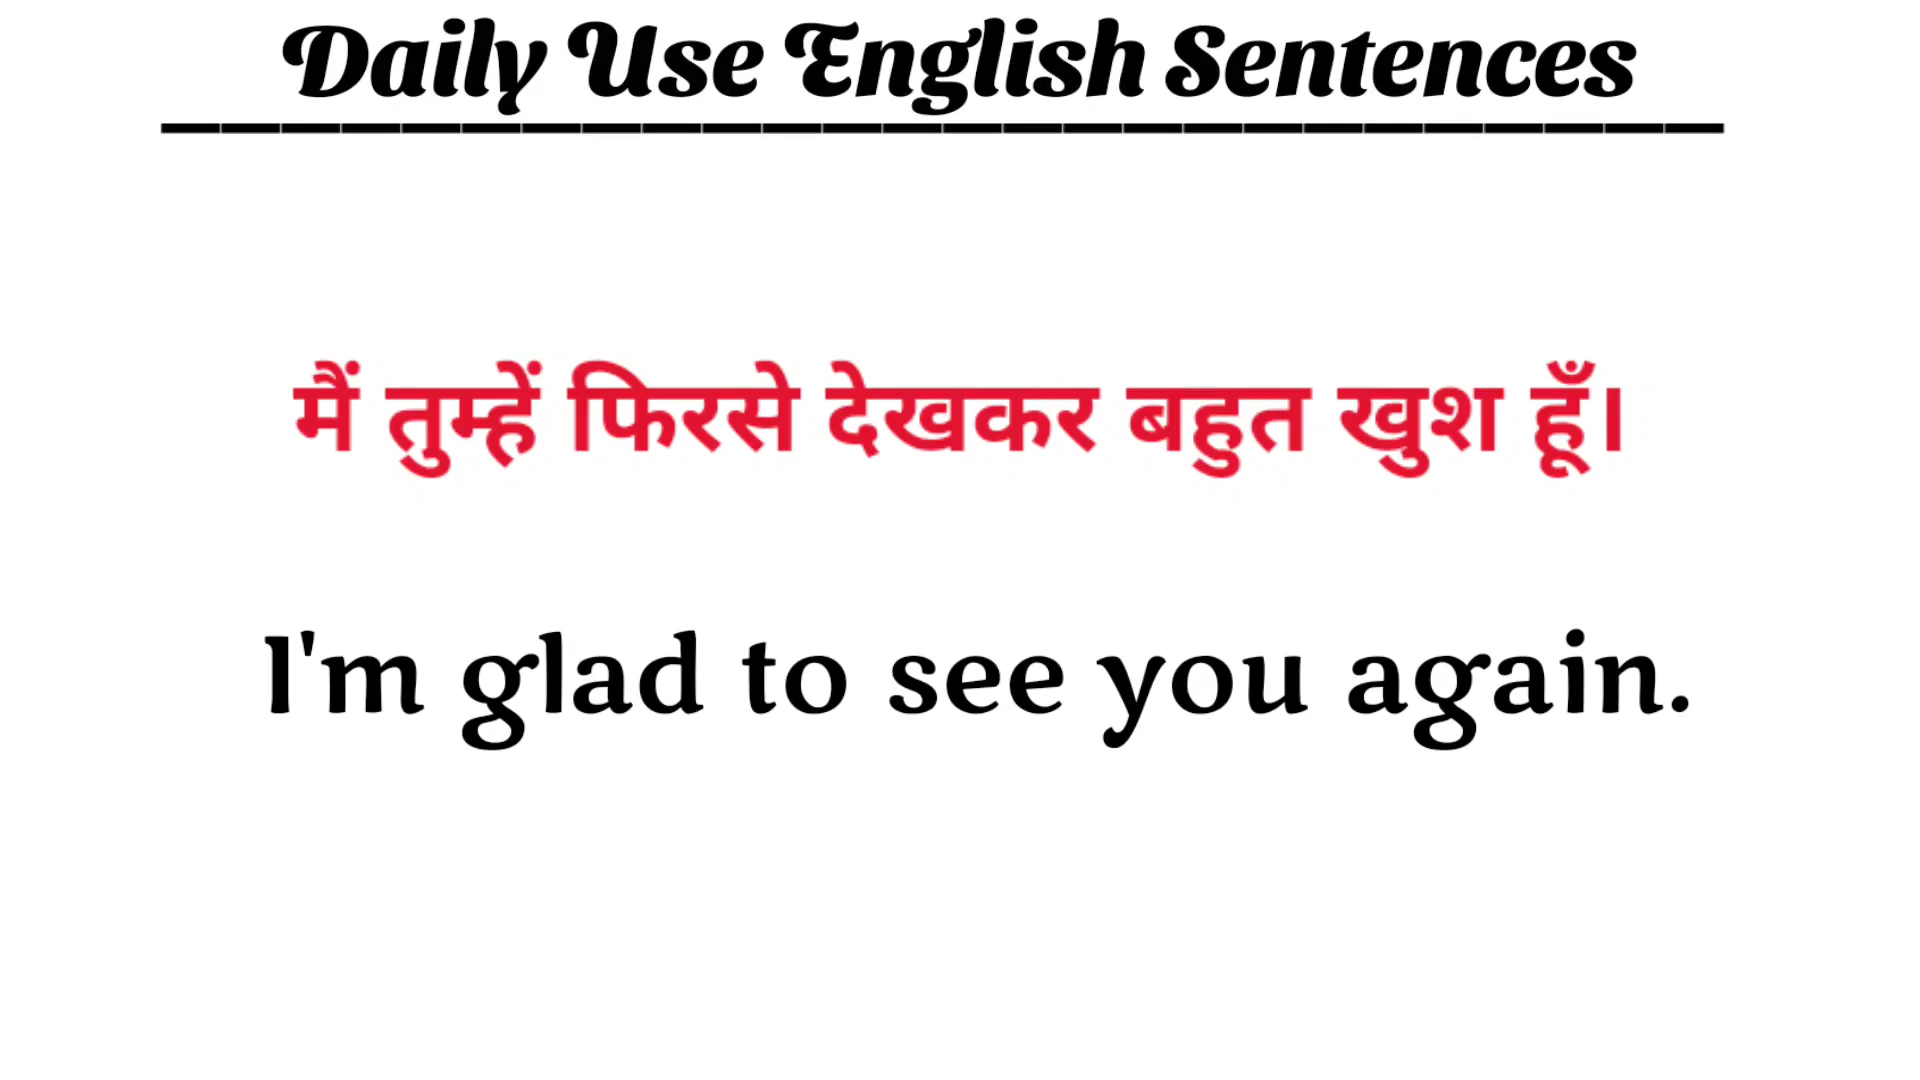 Daily Use English Sentences
मैं तुम्हें फिरसे देखकर बहुत खुश हूँ।
I'm glad to see you again.